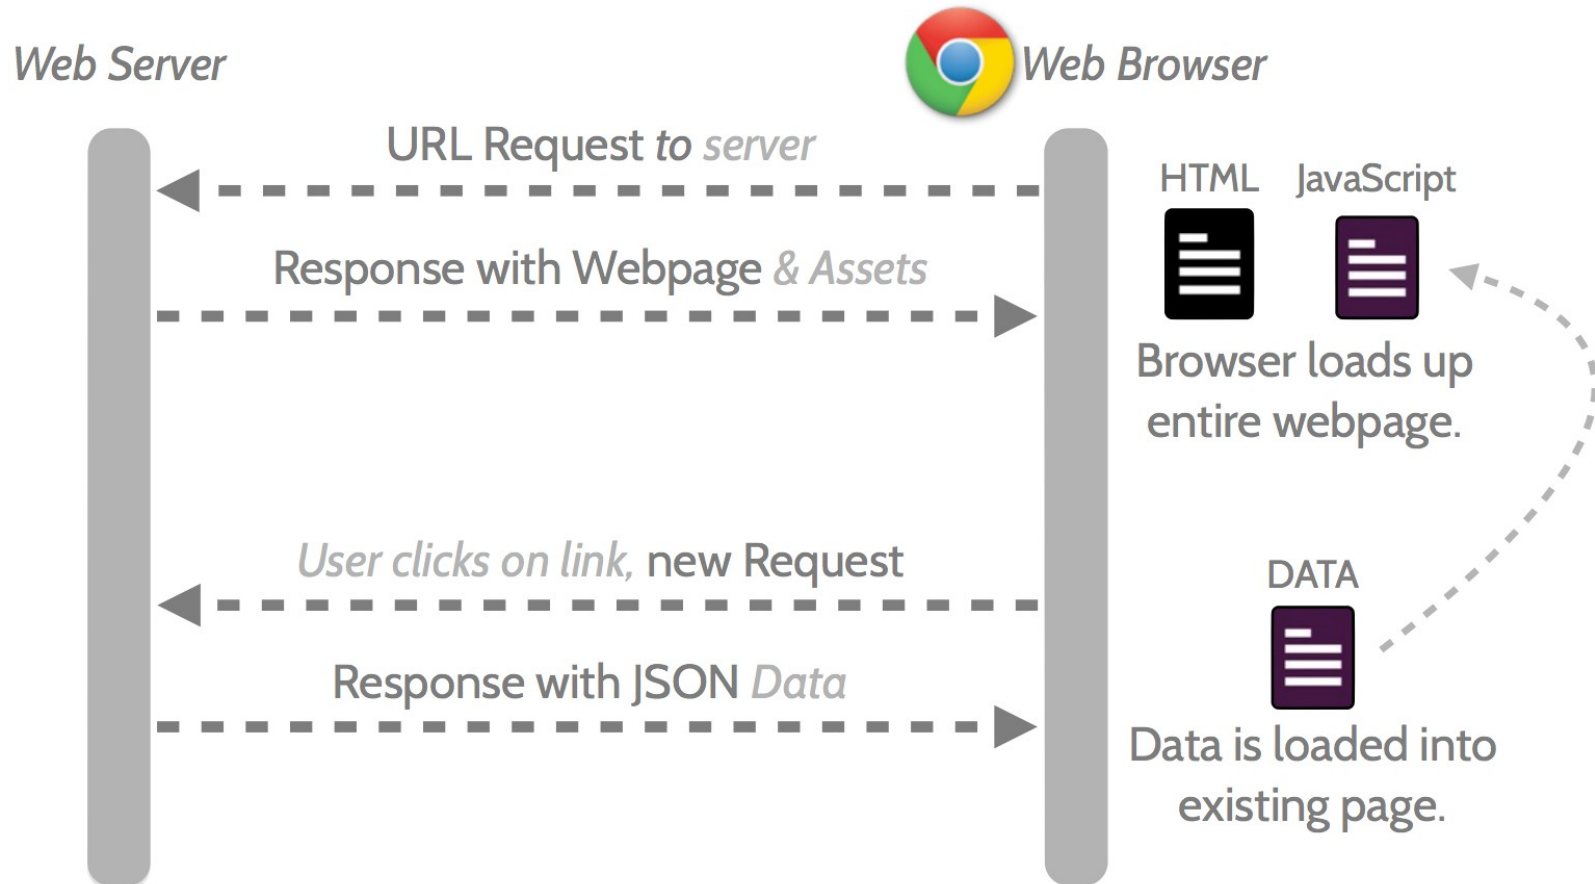 Web Server
Web Browser
URL Request to server
HTML
JavaScript
Response with Webpage & Assets
Browser loads up
entire webpage.
User clicks on link, new Request
DATA
Response with JSON Data
Data is loaded into
existing page.